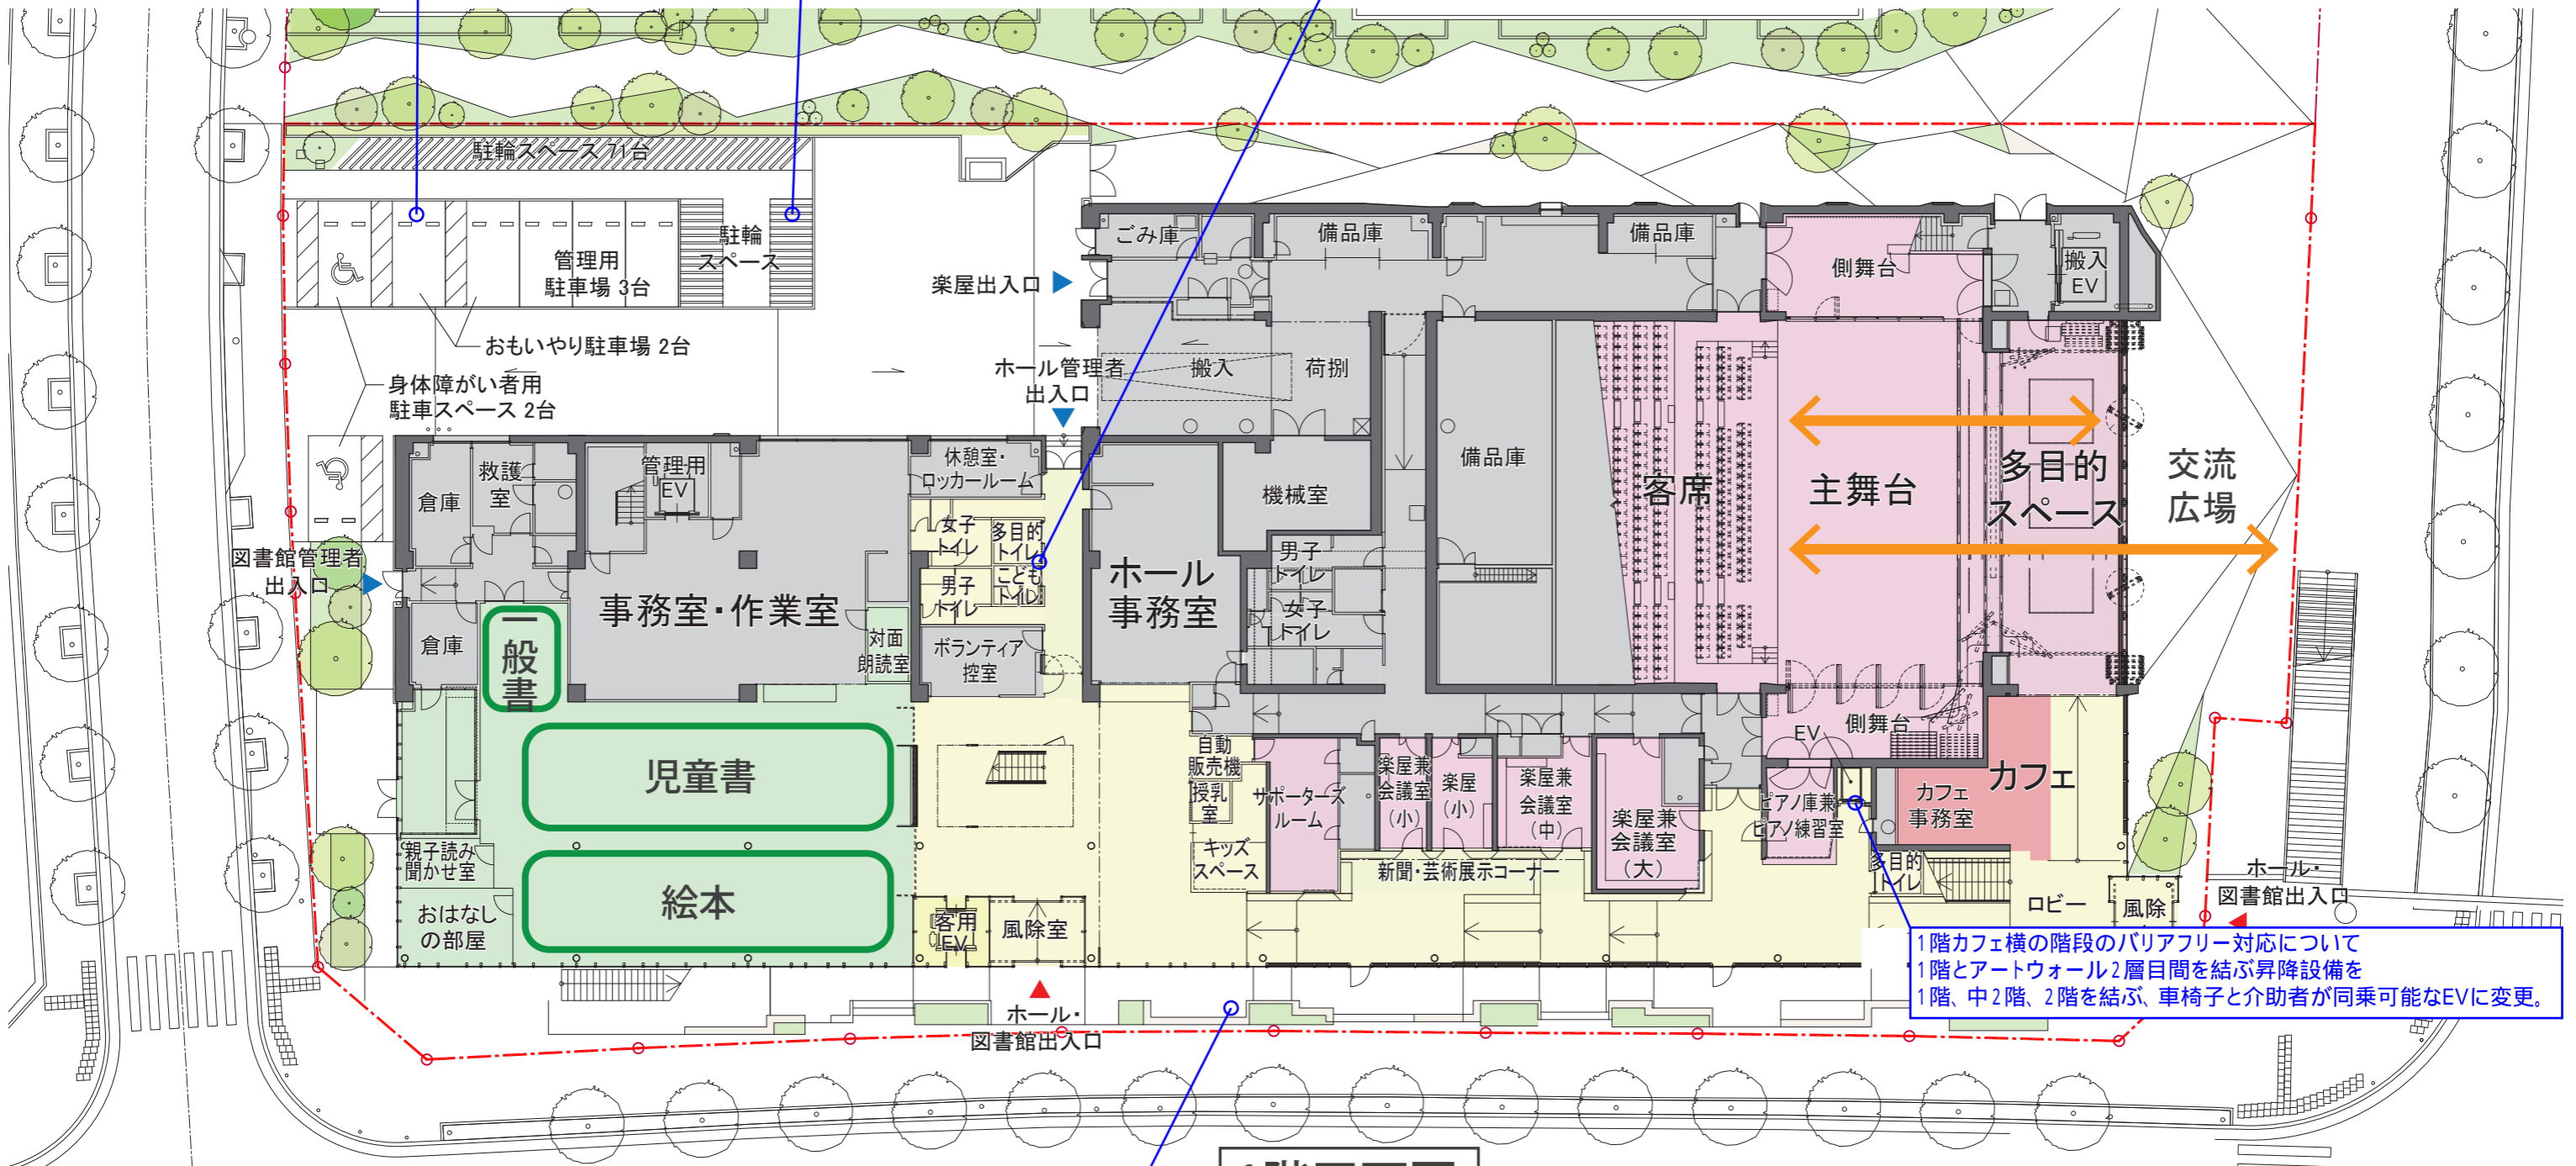 駐輪スペース 71台
駐輪
スペース
管理用
駐車場 3台
おもいやり駐車場 2台
身体障がい者用
駐車スペース 2台
楽屋出入口
ホール管理者
出入口
ごみ庫
備品庫
備品庫
側舞台
搬入
EV
搬入
荷捌
備品庫
客席
主舞台
多目的
スペース
交流
広場
倉庫
救護
室
管理用
EV
休憩室・
ロッカールーム
機械室
図書館管理者
出入口
女子
トイレ
多目的
トイレ
男子
トイレ
こども
トイレ
ホール
事務室
男子
トイレ
女子
トイレ
倉庫
一般書
事務室・作業室
対面
朗読室
ボランティア
控室
児童書
絵本
親子読み
聞かせ室
おはなし
の部屋
客用
EV
風除室
自動
販売機
授乳
室
キッズ
スペース
サポーターズ
ルーム
楽屋兼
会議室
(小)
楽屋
(小)
楽屋兼
会議室
(中)
楽屋兼
会議室
(大)
新聞・芸術展示コーナー
EV
側舞台
ピアノ庫兼
ピアノ練習室
カフェ
カフェ
事務室
多目的
トイレ
ロビー
風除
ホール・
図書館出入口
ホール・
図書館出入口
1階カフェ横の階段のバリアフリー対応について
1階とアートウォール2層目間を結ぶ昇降設備を
1階、中2階、2階を結ぶ、車椅子と介助者が同乗可能なEVに変更。